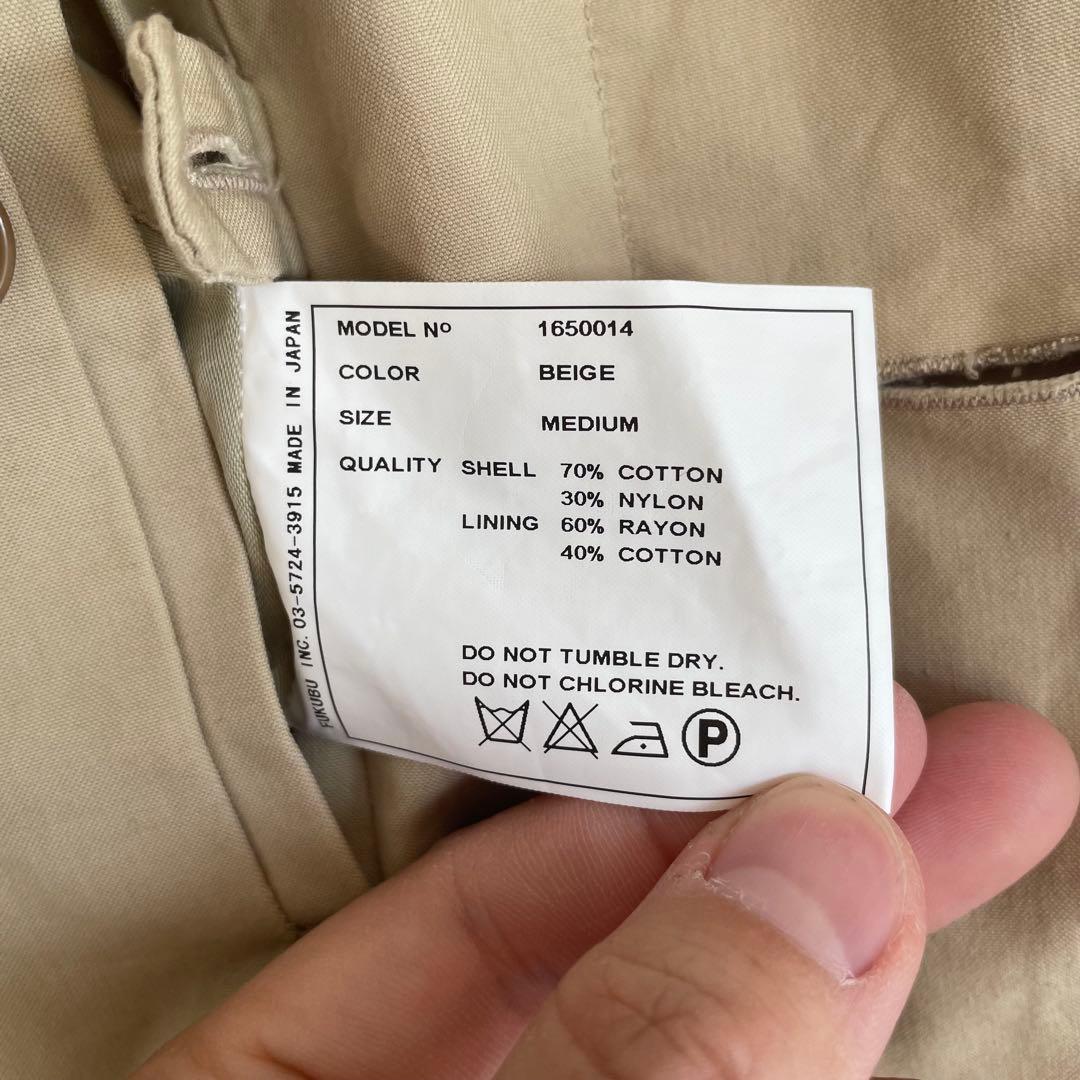 MODEL Nº 1650014
COLOR BEIGE
SIZE MEDIUM
QUALITY SHELL 70% COTTON
30% NYLON
LINING 60% RAYON
40% COTTON
DO NOT TUMBLE DRY.
DO NOT CHLORINE BLEACH.
P
FUKUBU INC. 03-5724-3915 MADE IN JAPAN